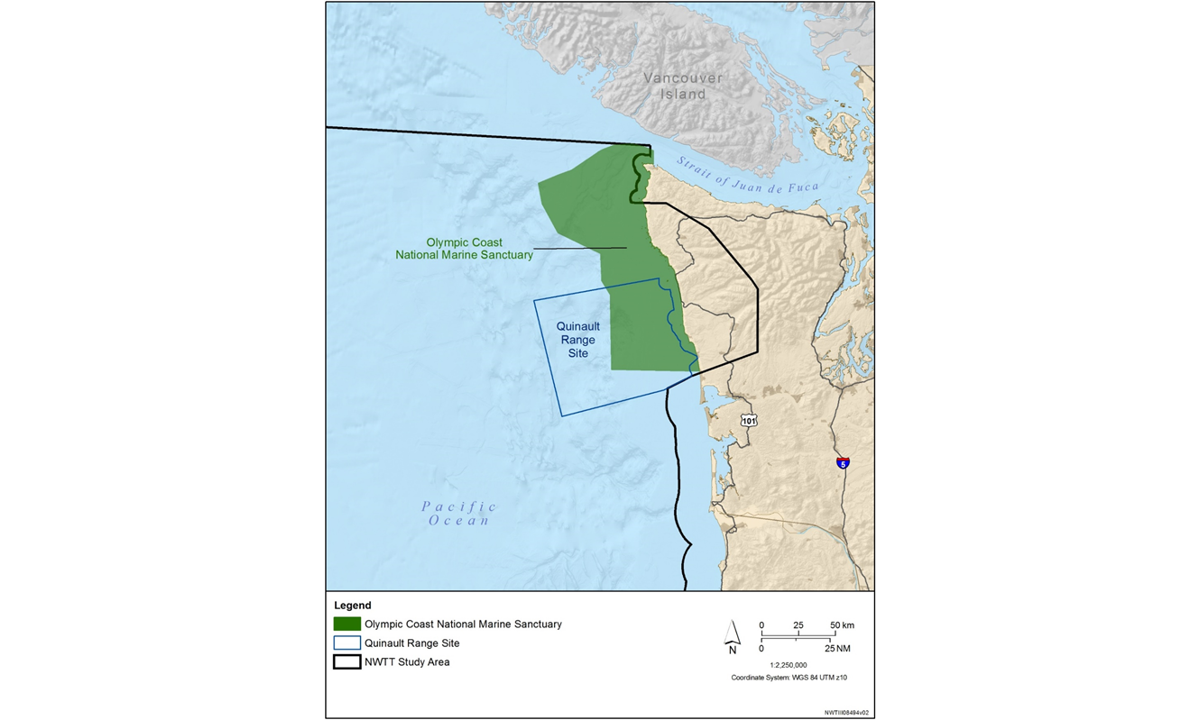 Vancouver
Island
Strait of Juan de Fuca
Olympic Coast
National Marine Sanctuary
Quinault
Range
Site
101
5
Pacific
Ocean
Legend
Olympic Coast National Marine Sanctuary
Quinault Range Site
NWTT Study Area
N
0 25 50 km
0 25 NM
1:2,250,000
Coordinate System: WGS 84 UTM z10
NWTIII08494v02